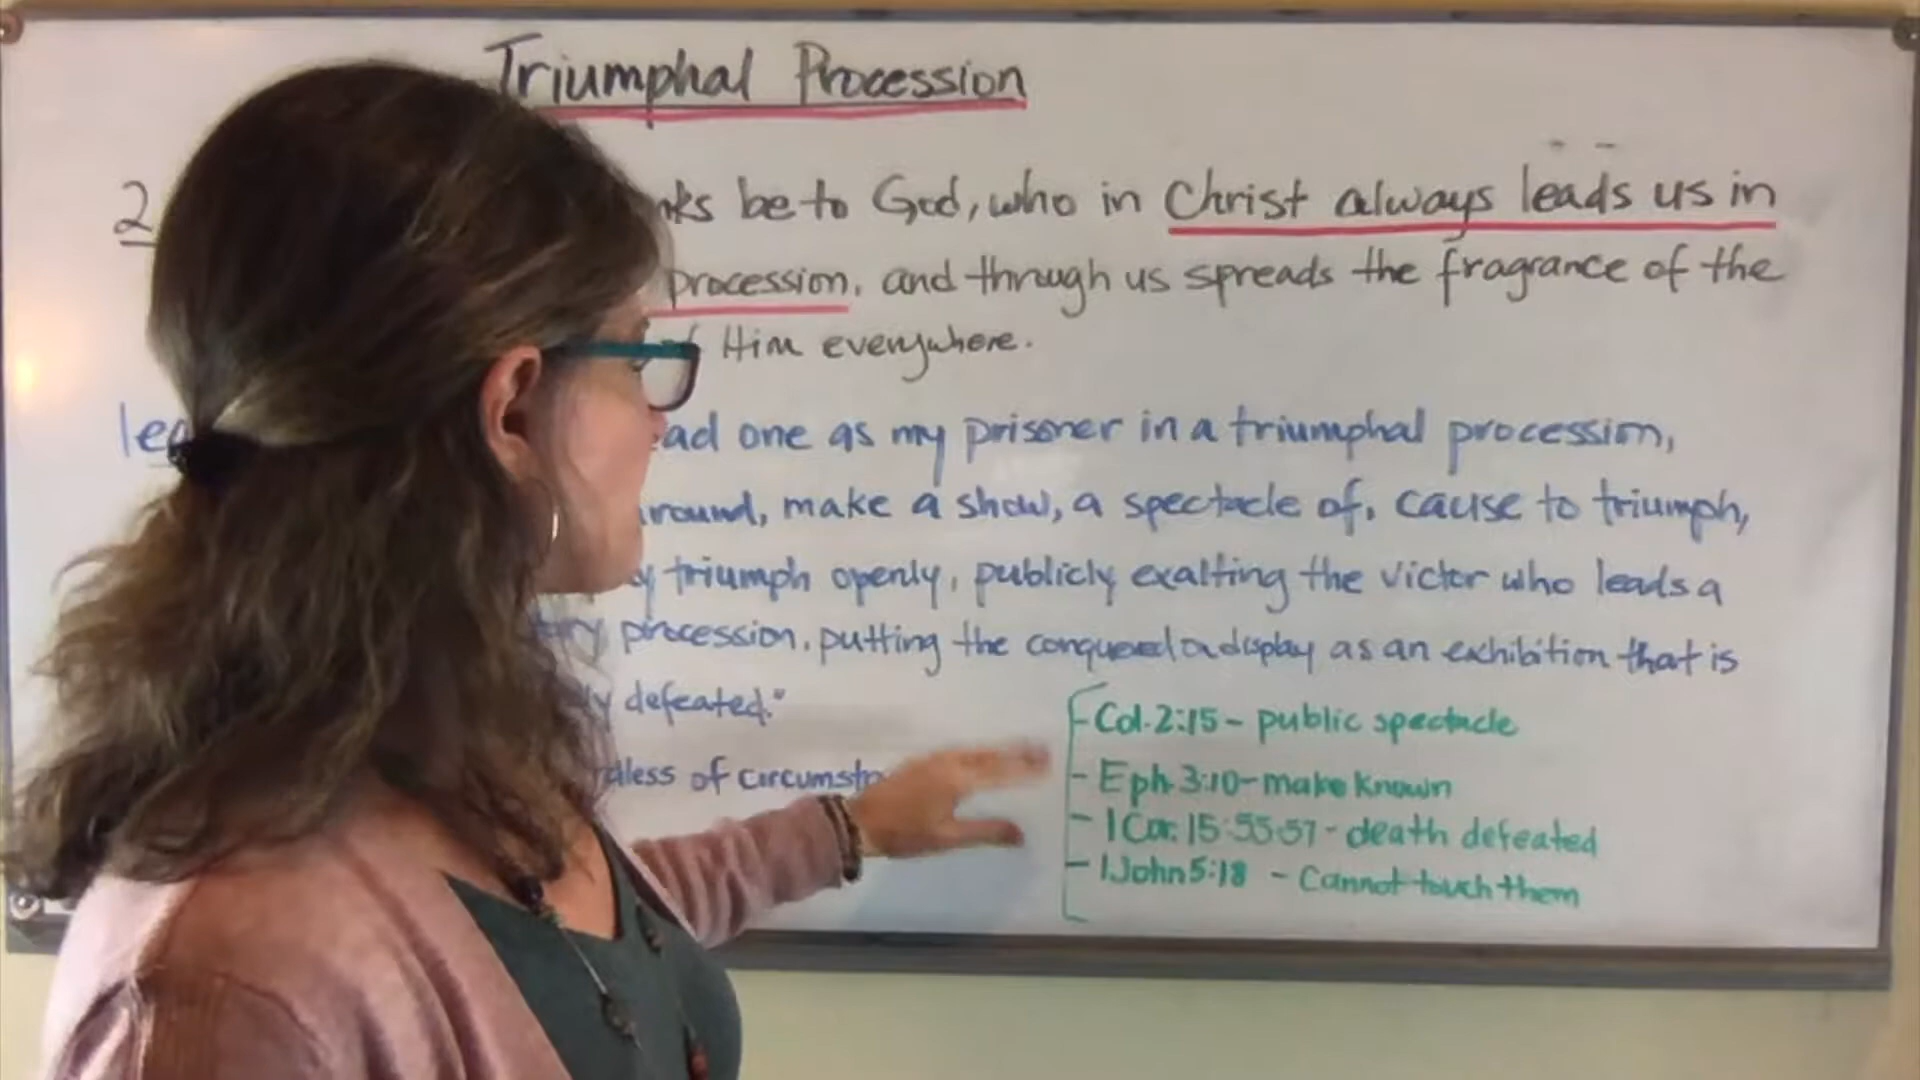 Triumphal Procession
2 nks be to God, who in Christ always leads us in
procession, and through us spreads the fragrance of the
Him everywhere.
lea ad one as my prisoner in a triumphal procession,
round, make a show, a spectacle of, cause to triumph,
triumph openly, publicly exalting the victor who leads a
procession, putting the conquered on display as an exhibition that is
ly defeated."
dless of circumsta
- Col. 2:15 - public spectacle
- Eph. 3:10 - make known
- 1 Cor. 15:55-57 - death defeated
- 1 John 5:18 - Cannot touch them